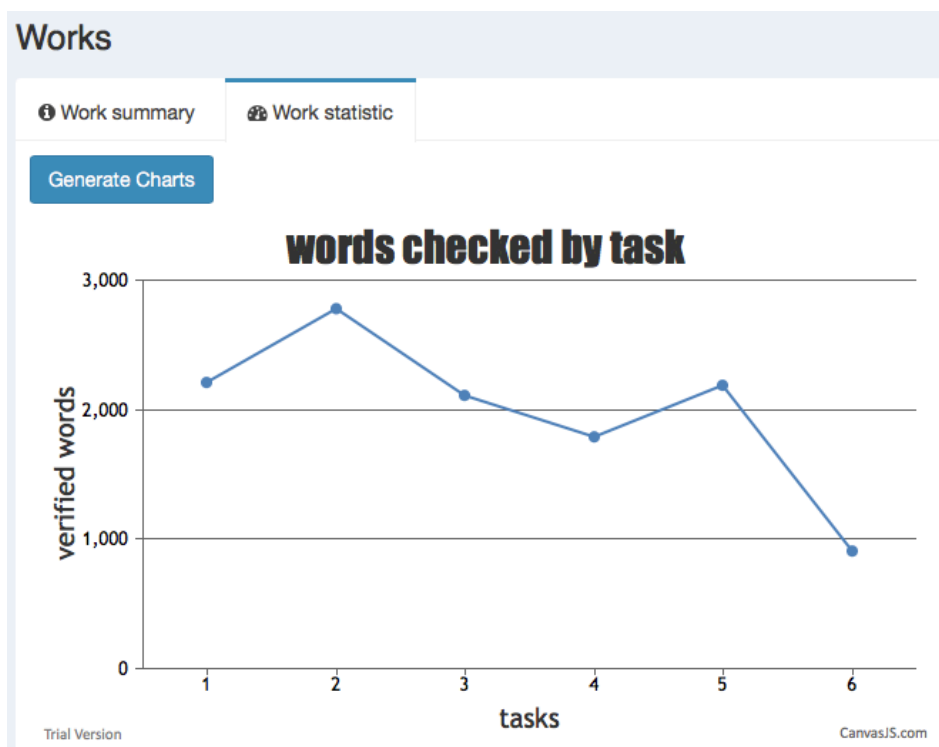 Works
Work summary
Work statistic
Generate Charts
words checked by task
verified words
3,000
2,000
1,000
0
1 2 3 4 5 6
tasks
Trial Version
CanvasJS.com